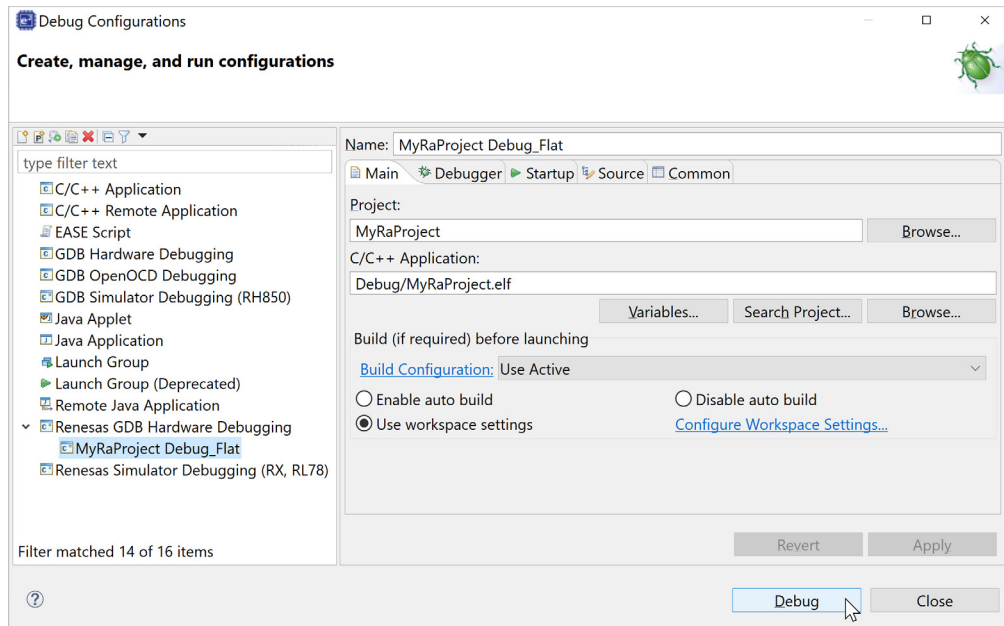 Debug Configurations
Create, manage, and run configurations
type filter text
C/C++ Application
C/C++ Remote Application
EASE Script
GDB Hardware Debugging
GDB OpenOCD Debugging
GDB Simulator Debugging (RH850)
Java Applet
Java Application
Launch Group
Launch Group (Deprecated)
Remote Java Application
Renesas GDB Hardware Debugging
MyRaProject Debug_Flat
Renesas Simulator Debugging (RX, RL78)
Filter matched 14 of 16 items
Name: MyRaProject Debug_Flat
Main Debugger Startup Source Common
Project:
MyRaProject Browse...
C/C++ Application:
Debug/MyRaProject.elf
Variables... Search Project... Browse...
Build (if required) before launching
Build Configuration: Use Active
Enable auto build Disable auto build
Use workspace settings Configure Workspace Settings...
Revert Apply
? Debug Close